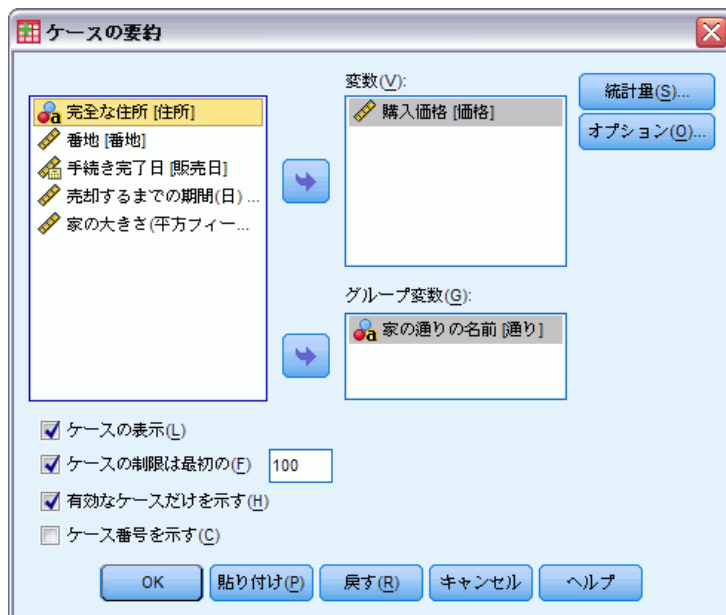 ケースの要約
完全な住所 [住所]
番地 [番地]
手続き完了日 [販売日]
売却するまでの期間(日) ...
家の大きさ(平方フィー...
変数(V):
購入価格 [価格]
グループ変数(G):
家の通りの名前 [通り]
統計量(S)...
オプション(O)...
ケースの表示(L)
ケースの制限は最初の(F) 100
有効なケースだけを示す(H)
ケース番号を示す(C)
OK 貼り付け(P) 戻す(R) キャンセル ヘルプ